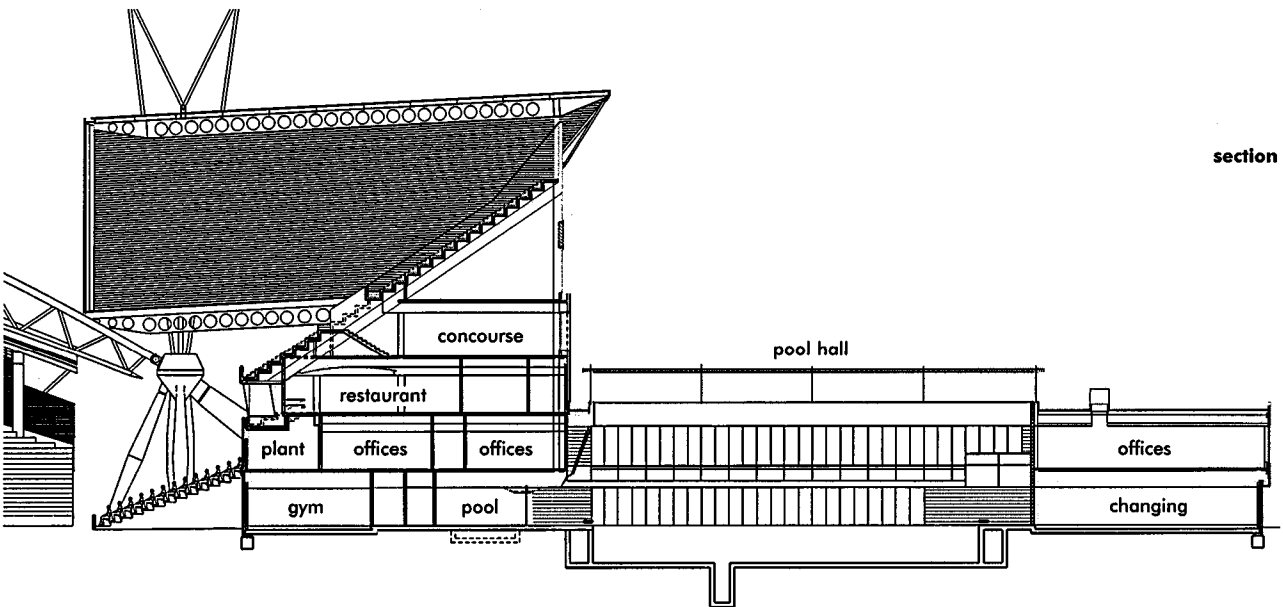 section
concourse
pool hall
restaurant
plant offices offices offices
gym pool changing